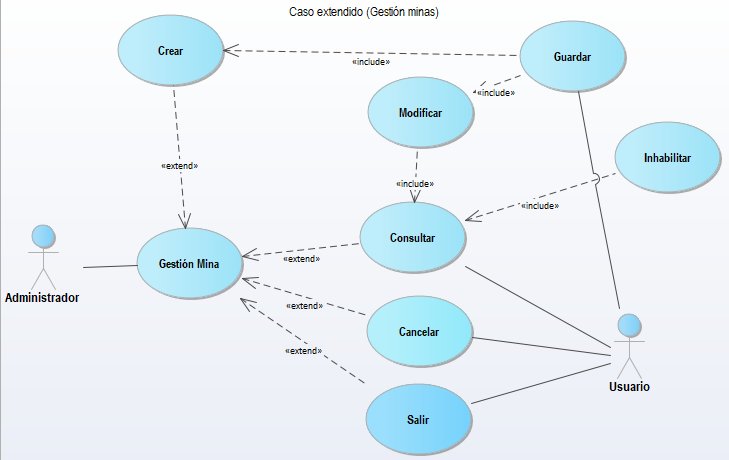 Caso extendido (Gestión minas)
Crear
Guardar
«include»
«include»
Modificar
Inhabilitar
«extend»
«include»
«include»
Consultar
Gestión Mina
«extend»
Administrador
«extend»
Cancelar
«extend»
Usuario
Salir